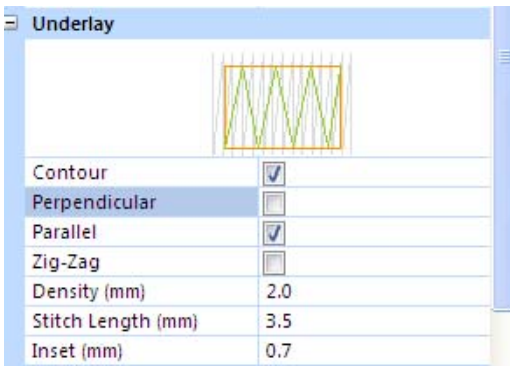 Underlay
Contour
Perpendicular
Parallel
Zig-Zag
Density (mm) 2.0
Stitch Length (mm) 3.5
Inset (mm) 0.7